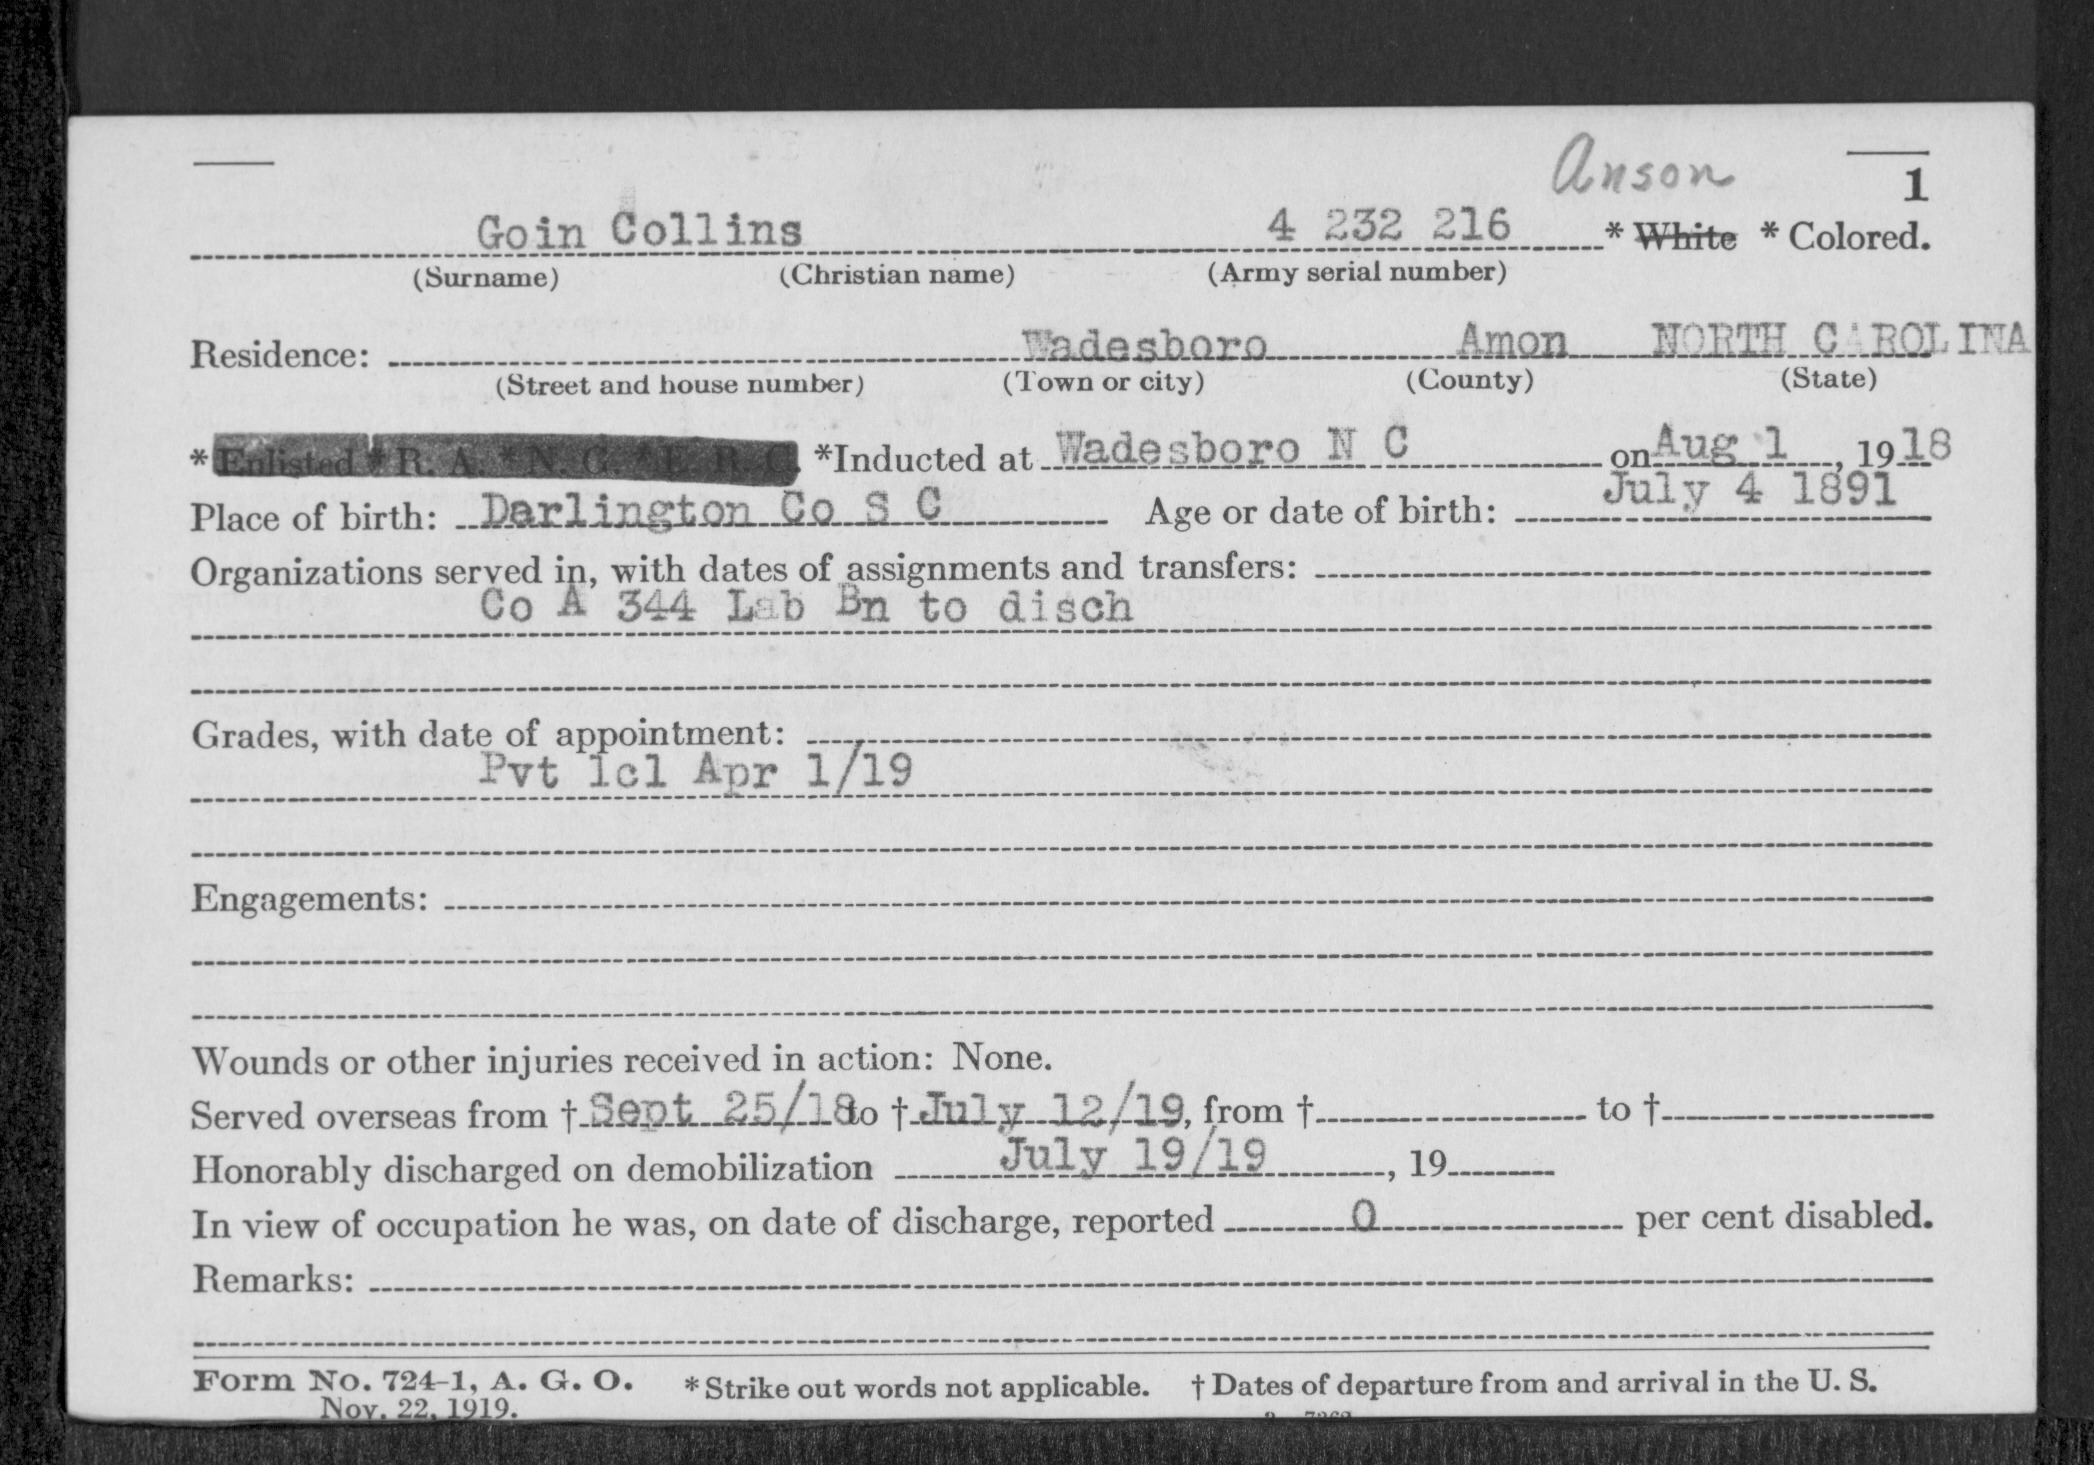 Anson
1
Goin Collins 4 232 216 * White * Colored.
(Surname) (Christian name) (Army serial number)
Residence: Wadesboro Amon NORTH CAROLINA
(Street and house number) (Town or city) (County) (State)
*Enlisted *R. A. *N. G. *E. R. C. *Inducted at Wadesboro N C on Aug 1, 1918
Place of birth: Darlington Co S C Age or date of birth: July 4 1891
Organizations served in, with dates of assignments and transfers:
Co A 344 Lab Bn to disch
Grades, with date of appointment:
Pvt 1cl Apr 1/19
Engagements:
Wounds or other injuries received in action: None.
Served overseas from † Sept 25/18 to † July 12/19, from † to †
Honorably discharged on demobilization July 19/19, 19
In view of occupation he was, on date of discharge, reported 0 per cent disabled.
Remarks:
Form No. 724-1, A. G. O. *Strike out words not applicable. † Dates of departure from and arrival in the U. S.
Nov. 22, 1919.